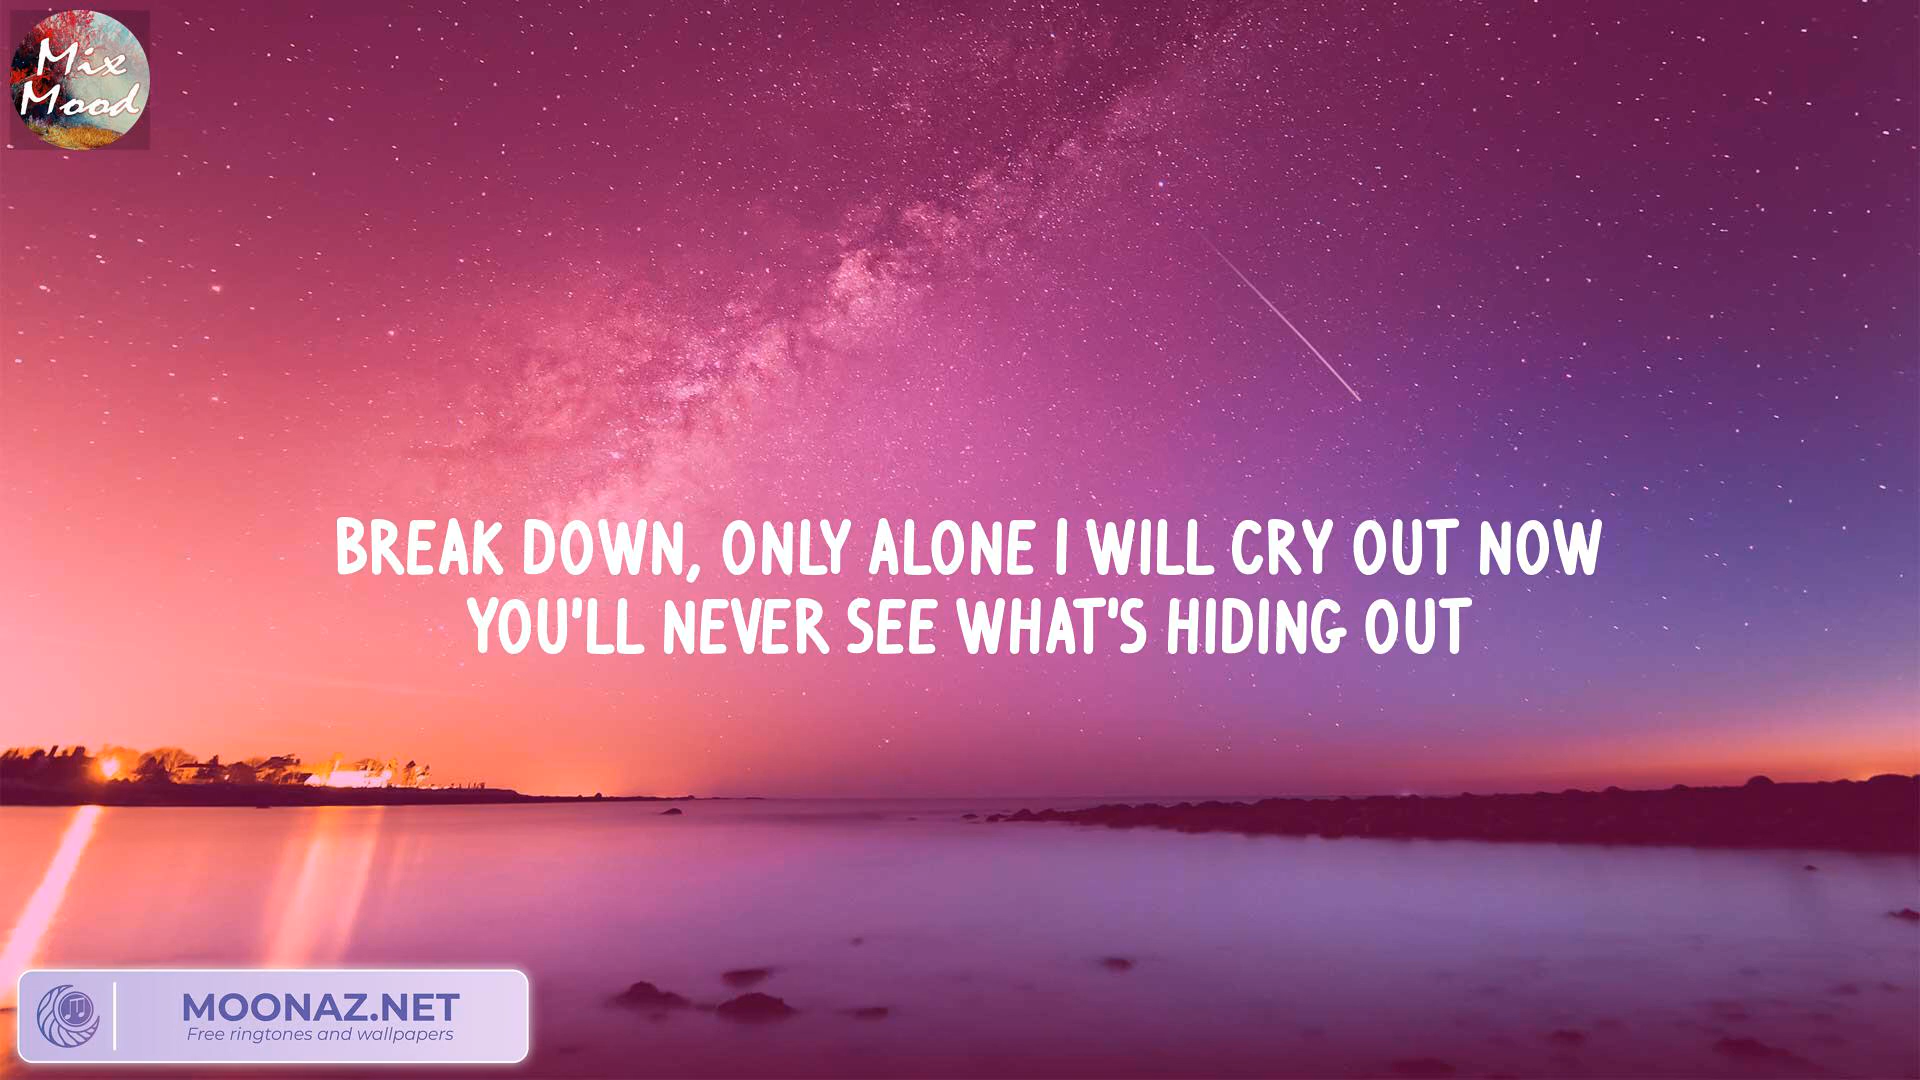 Mix
Mood
BREAK DOWN, ONLY ALONE I WILL CRY OUT NOW
YOU'LL NEVER SEE WHAT'S HIDING OUT
MOONAZ.NET
Free ringtones and wallpapers